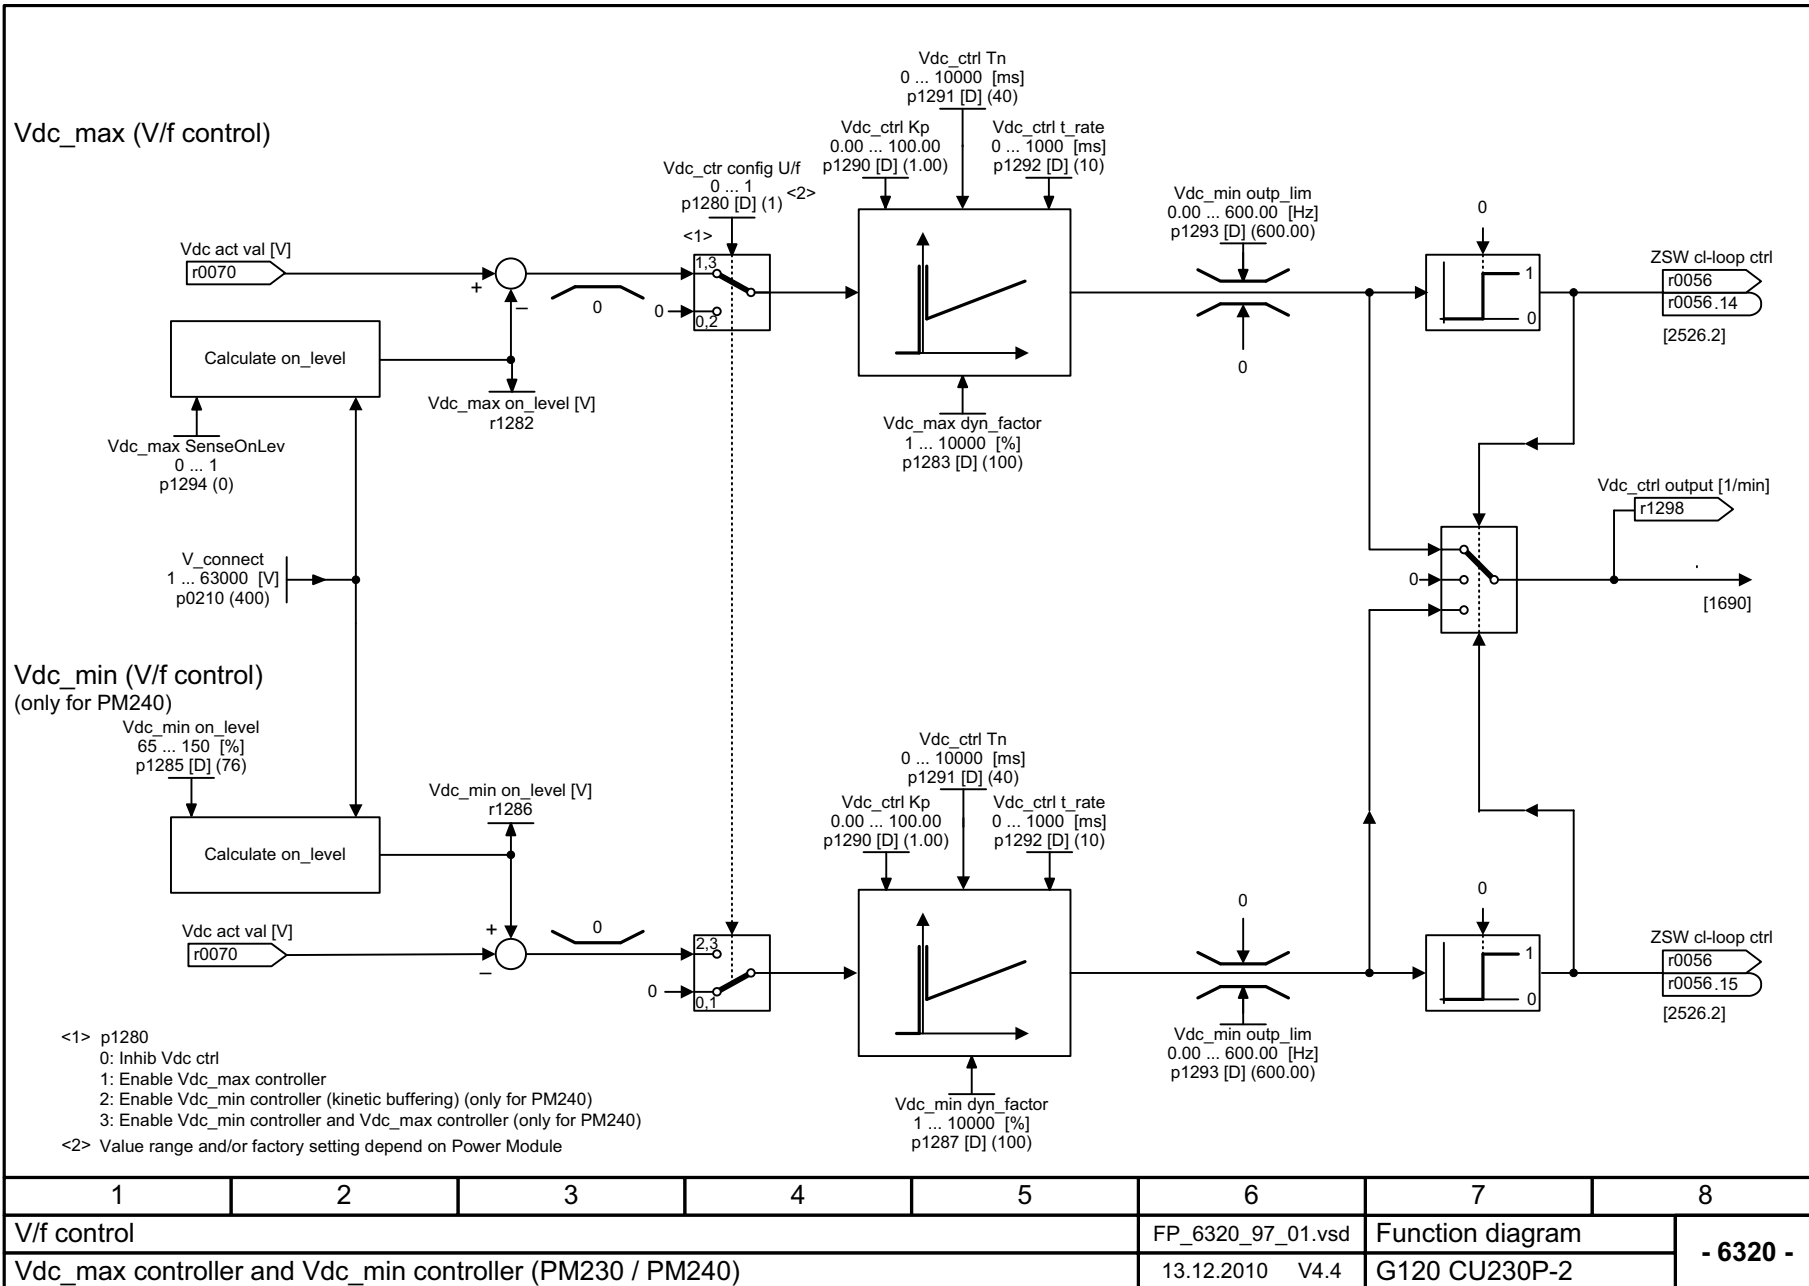 Vdc_max (V/f control)
Vdc_ctrl Tn
0 ... 10000 [ms]
p1291 [D] (40)
Vdc_ctrl Kp
0.00 ... 100.00
p1290 [D] (1.00)
Vdc_ctrl t_rate
0 ... 1000 [ms]
p1292 [D] (10)
Vdc_ctr config U/f
0 ... 1
p1280 [D] (1) <2>
<1>
Vdc_min outp_lim
0.00 ... 600.00 [Hz]
p1293 [D] (600.00)
0
Vdc act val [V]
r0070
+
–
0
1,3
0
0,2
0
1
0
ZSW cl-loop ctrl
r0056
r0056.14
[2526.2]
Calculate on_level
Vdc_max on_level [V]
r1282
Vdc_max SenseOnLev
0 ... 1
p1294 (0)
Vdc_max dyn_factor
1 ... 10000 [%]
p1283 [D] (100)
Vdc_ctrl output [1/min]
r1298
V_connect
1 ... 63000 [V]
p0210 (400)
0
[1690]
Vdc_min (V/f control)
(only for PM240)
Vdc_min on_level
65 ... 150 [%]
p1285 [D] (76)
Vdc_min on_level [V]
r1286
Calculate on_level
Vdc_ctrl Tn
0 ... 10000 [ms]
p1291 [D] (40)
Vdc_ctrl Kp
0.00 ... 100.00
p1290 [D] (1.00)
Vdc_ctrl t_rate
0 ... 1000 [ms]
p1292 [D] (10)
Vdc act val [V]
r0070
+
–
0
2,3
0
0,1
0
0
1
0
ZSW cl-loop ctrl
r0056
r0056.15
[2526.2]
Vdc_min outp_lim
0.00 ... 600.00 [Hz]
p1293 [D] (600.00)
Vdc_min dyn_factor
1 ... 10000 [%]
p1287 [D] (100)
<1> p1280
0: Inhib Vdc ctrl
1: Enable Vdc_max controller
2: Enable Vdc_min controller (kinetic buffering) (only for PM240)
3: Enable Vdc_min controller and Vdc_max controller (only for PM240)
<2> Value range and/or factory setting depend on Power Module
1 2 3 4 5 6 7 8
V/f control
FP_6320_97_01.vsd
Function diagram
- 6320 -
Vdc_max controller and Vdc_min controller (PM230 / PM240)
13.12.2010 V4.4
G120 CU230P-2